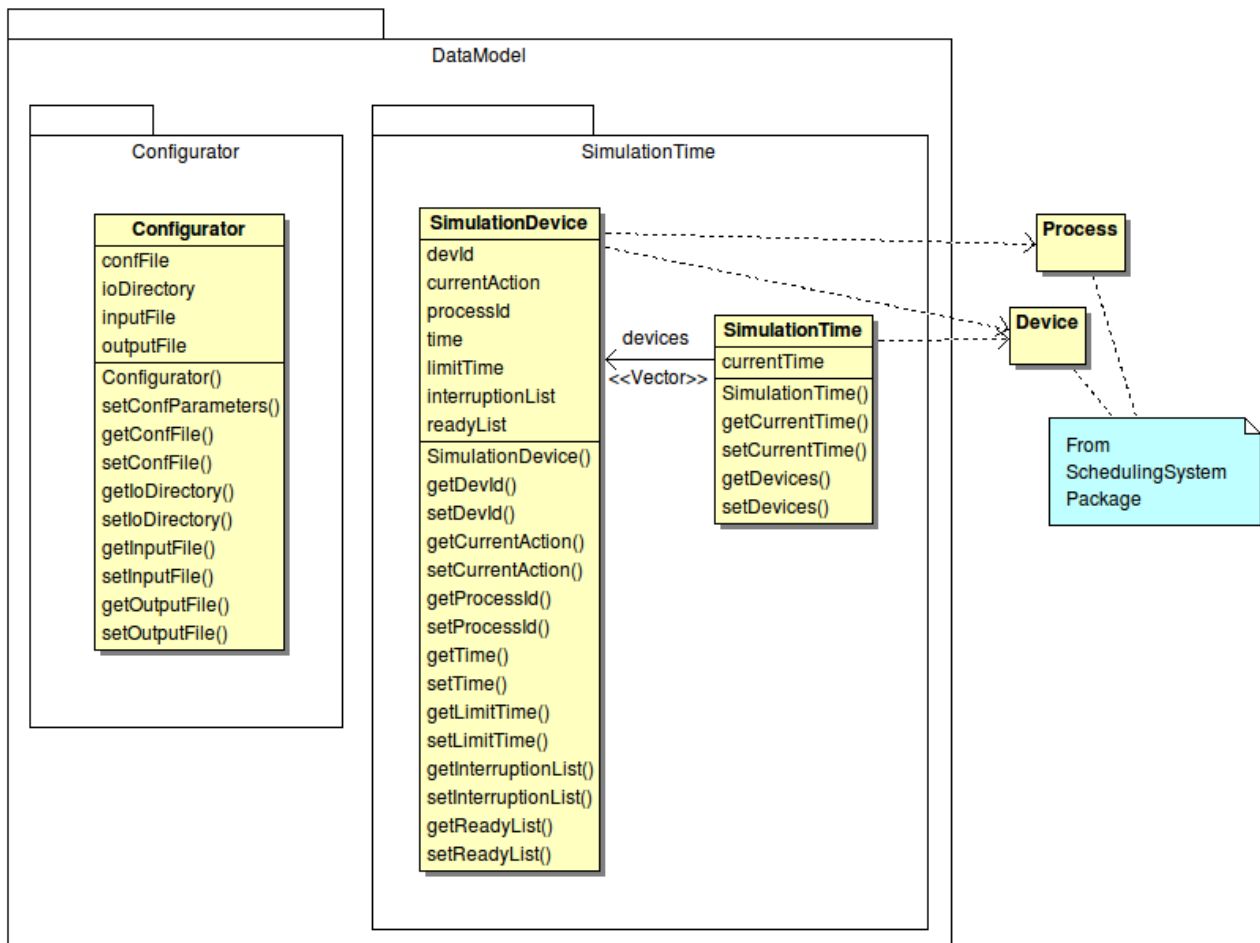 DataModel
Configurator
Configurator
confFile
ioDirectory
inputFile
outputFile
Configurator()
setConfParameters()
getConfFile()
setConfFile()
getIoDirectory()
setIoDirectory()
getInputFile()
setInputFile()
getOutputFile()
setOutputFile()
SimulationTime
SimulationDevice
devId
currentAction
processId
time
limitTime
interruptionList
readyList
SimulationDevice()
getDevId()
setDevId()
getCurrentAction()
setCurrentAction()
getProcessId()
setProcessId()
getTime()
setTime()
getLimitTime()
setLimitTime()
getInterruptionList()
setInterruptionList()
getReadyList()
setReadyList()
devices
<<Vector>>
SimulationTime
currentTime
SimulationTime()
getCurrentTime()
setCurrentTime()
getDevices()
setDevices()
Process
Device
From
SchedulingSystem
Package